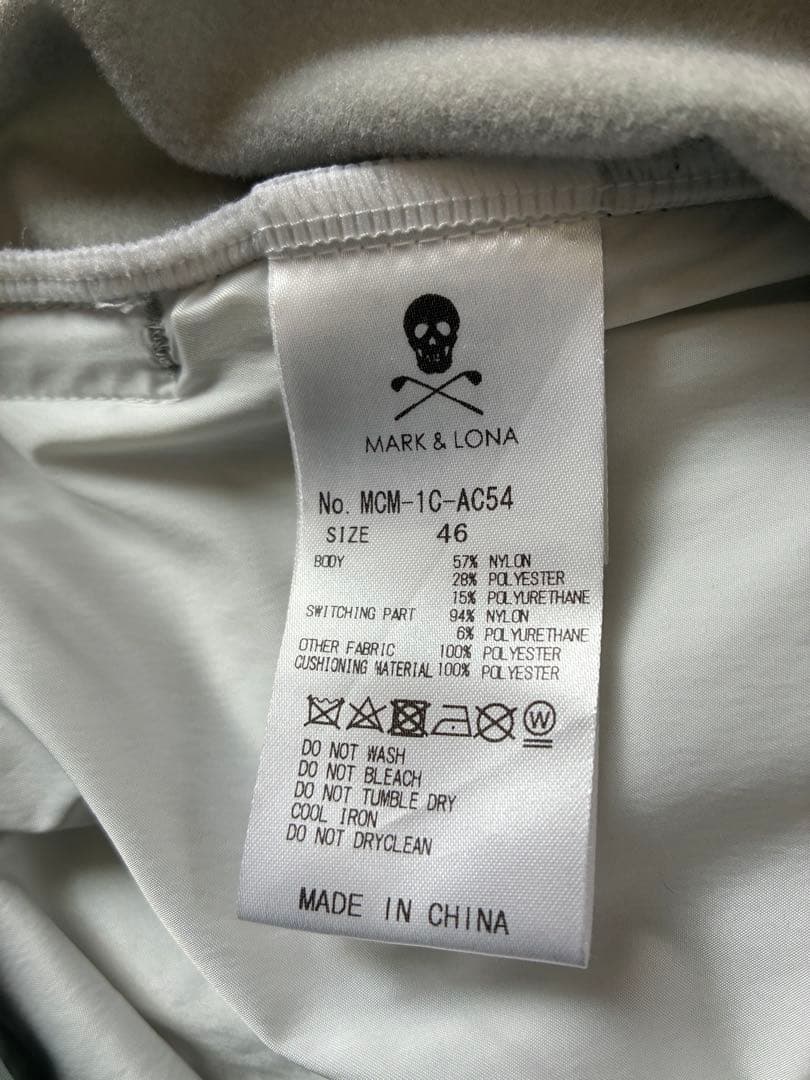 MARK & LONA
No. MCM-1C-AC54
SIZE 46
BODY 57% NYLON
28% POLYESTER
15% POLYURETHANE
SWITCHING PART 94% NYLON
6% POLYURETHANE
OTHER FABRIC 100% POLYESTER
CUSHIONING MATERIAL 100% POLYESTER
W
DO NOT WASH
DO NOT BLEACH
DO NOT TUMBLE DRY
COOL IRON
DO NOT DRYCLEAN
MADE IN CHINA